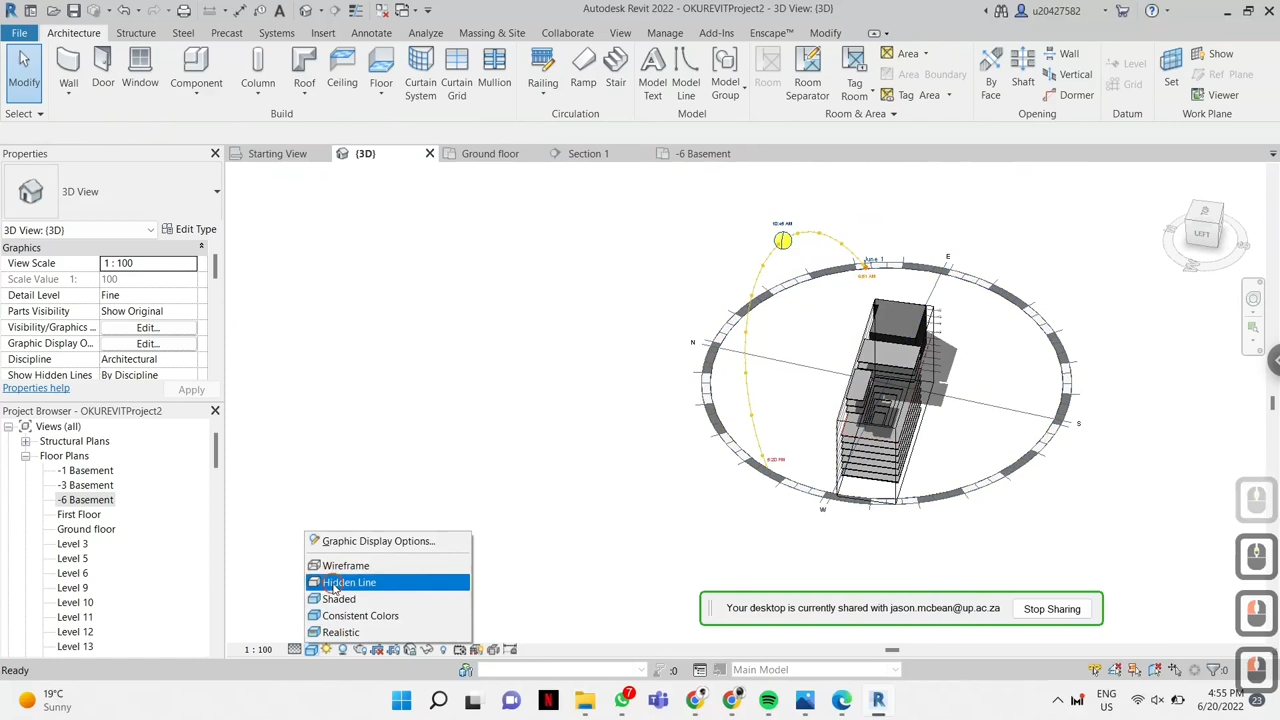 Autodesk Revit 2022 - OKUREVITProject2 - 3D View: {3D}
u20427582
File Architecture Structure Steel Precast Systems Insert Annotate Analyze Massing & Site Collaborate View Manage Add-Ins Enscape™ Modify
Modify Wall Door Window Component Column Roof Ceiling Floor Curtain System Curtain Grid Mullion Railing Ramp Stair Model Text Model Line Model Group Room Room Separator Tag Room
Area
Area Boundary
Tag Area
By Face Shaft
Wall
Vertical
Dormer
Level
Grid
Set
Show
Ref Plane
Viewer
Select Build Circulation Model Room & Area Opening Datum Work Plane
Properties
Starting View {3D} Ground floor Section 1 -6 Basement
3D View
3D View: {3D} Edit Type
Graphics
View Scale 1 : 100
Scale Value 1: 100
Detail Level Fine
Parts Visibility Show Original
Visibility/Graphics ... Edit...
Graphic Display O... Edit...
Discipline Architectural
Show Hidden Lines By Discipline
Properties help Apply
Project Browser - OKUREVITProject2
Views (all)
Structural Plans
Floor Plans
-1 Basement
-3 Basement
-6 Basement
First Floor
Ground floor
Level 3
Level 5
Level 6
Level 9
Level 10
Level 11
Level 12
Level 13
LEFT
N
E
S
W
Graphic Display Options...
Wireframe
Hidden Line
Shaded
Consistent Colors
Realistic
Your desktop is currently shared with jason.mcbean@up.ac.za Stop Sharing
1 : 100
Ready
:0
Main Model
:0
19°C
Sunny
7
ENG
US
4:55 PM
6/20/2022
23